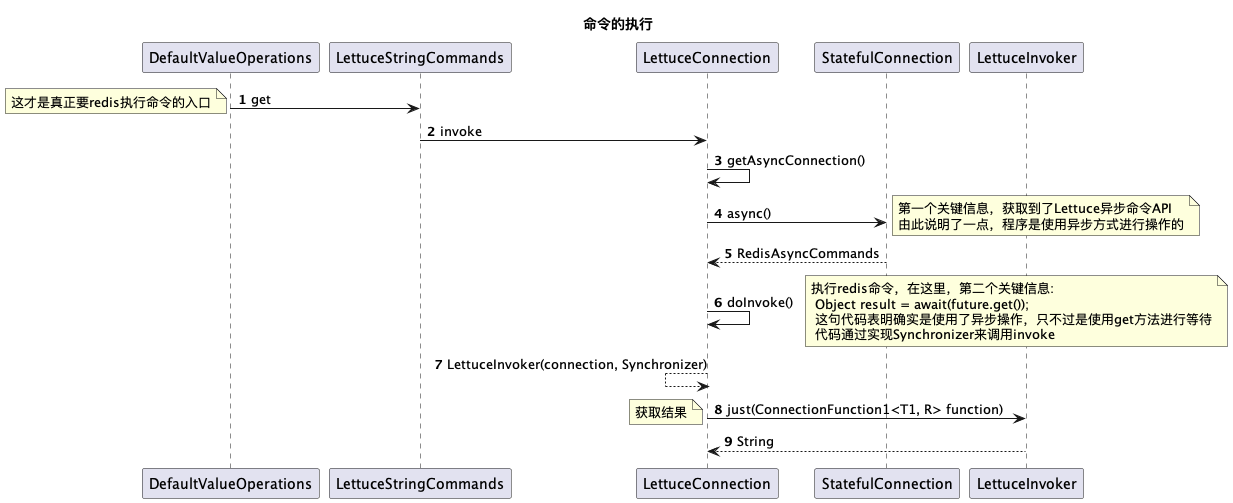 命令的执行
DefaultValueOperations
LettuceStringCommands
LettuceConnection
StatefulConnection
LettuceInvoker
这才是真正要redis执行命令的入口
1 get
2 invoke
3 getAsyncConnection()
第一个关键信息，获取到了Lettuce异步命令API
4 async()
由此说明了一点，程序是使用异步方式进行操作的
5 RedisAsyncCommands
执行redis命令，在这里，第二个关键信息:
6 doInvoke()
Object result = await(future.get());
这句代码表明确实是使用了异步操作，只不过是使用get方法进行等待
代码通过实现Synchronizer来调用invoke
7 LettuceInvoker(connection, Synchronizer)
获取结果
8 just(ConnectionFunction1<T1, R> function)
9 String
DefaultValueOperations
LettuceStringCommands
LettuceConnection
StatefulConnection
LettuceInvoker